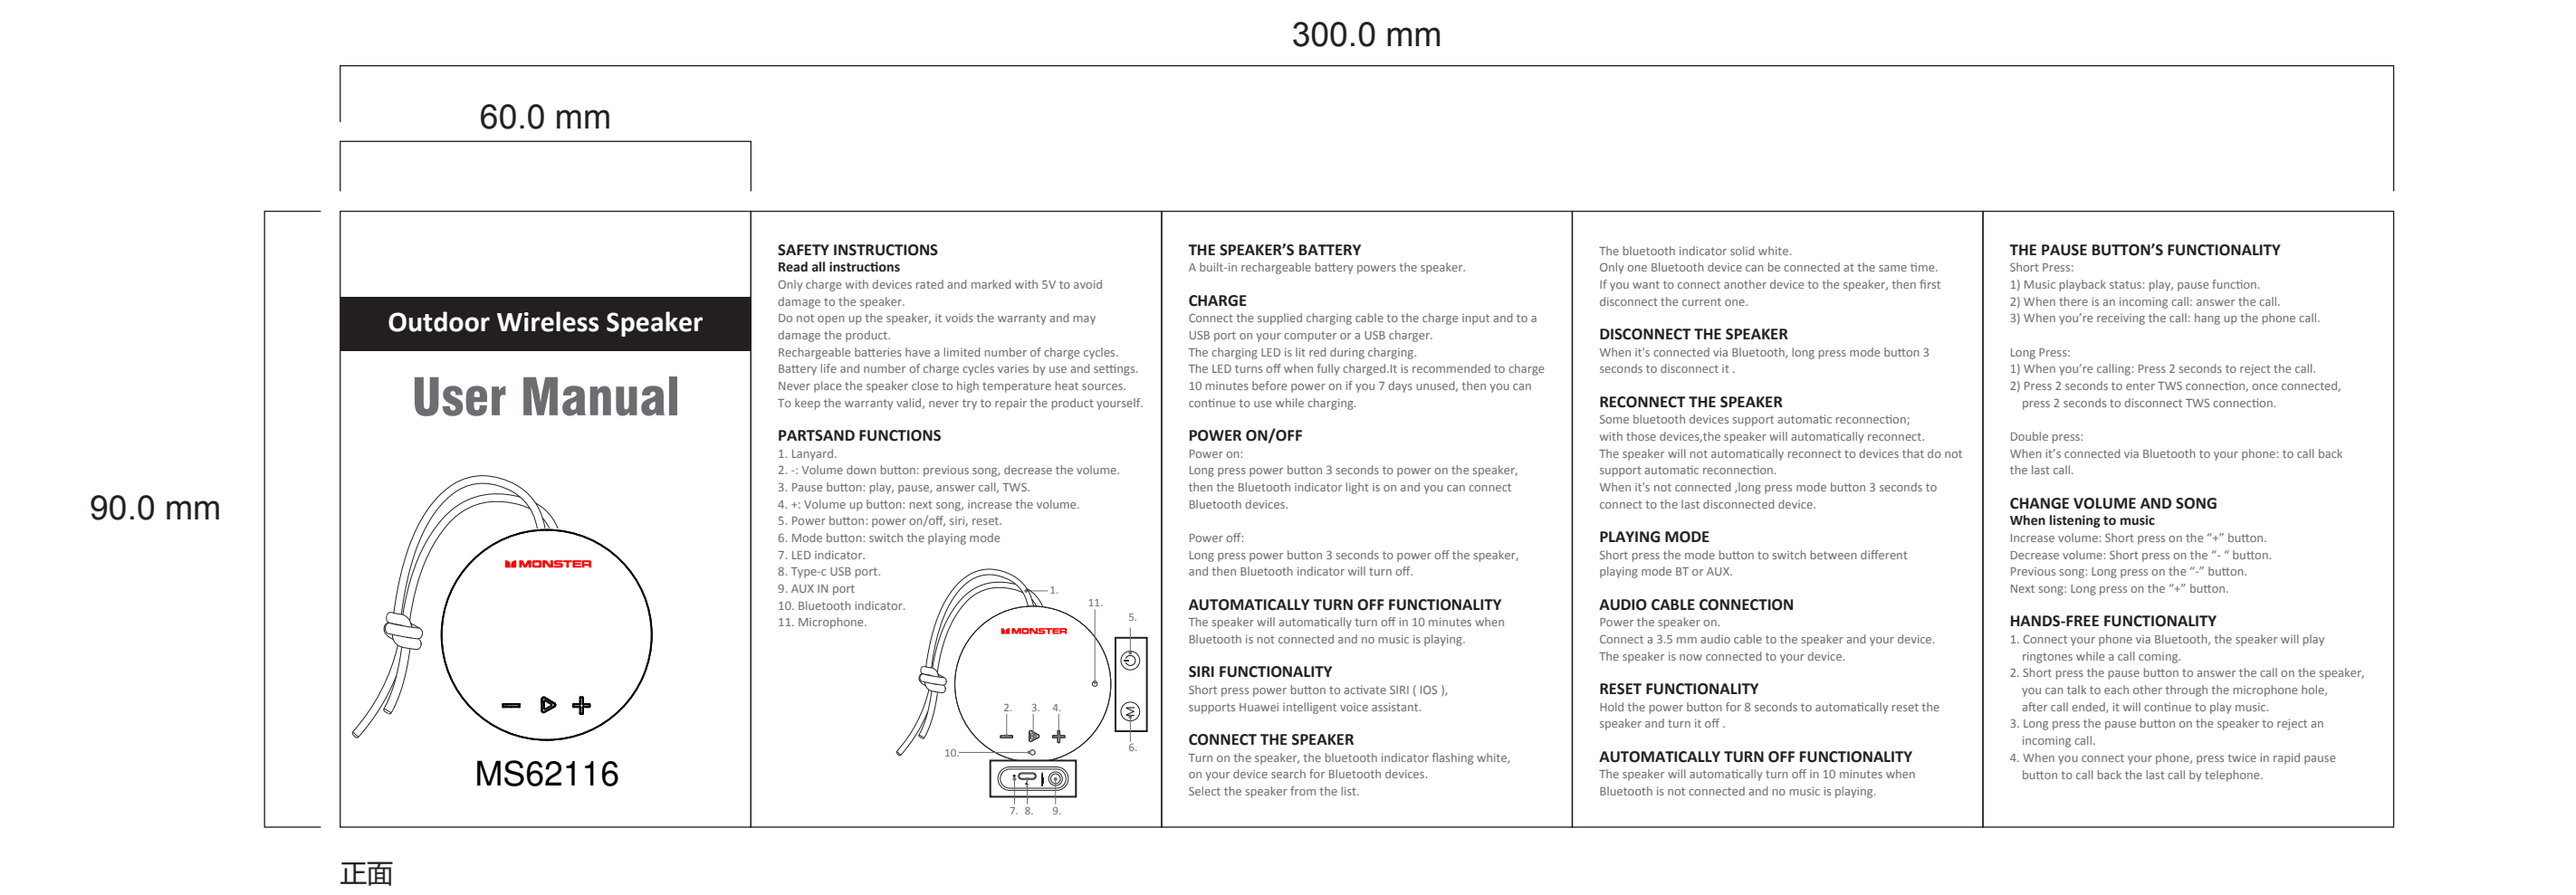 300.0 mm
60.0 mm
90.0 mm
Outdoor Wireless Speaker
User Manual
MONSTER
MS62116
SAFETY INSTRUCTIONS
Read all instructions
Only charge with devices rated and marked with 5V to avoid
damage to the speaker.
Do not open up the speaker, it voids the warranty and may
damage the product.
Rechargeable batteries have a limited number of charge cycles.
Battery life and number of charge cycles varies by use and settings.
Never place the speaker close to high temperature heat sources.
To keep the warranty valid, never try to repair the product yourself.
PARTSAND FUNCTIONS
1. Lanyard.
2. -: Volume down button: previous song, decrease the volume.
3. Pause button: play, pause, answer call, TWS.
4. +: Volume up button: next song, increase the volume.
5. Power button: power on/off, siri, reset.
6. Mode button: switch the playing mode
7. LED indicator.
8. Type-c USB port.
9. AUX IN port
10. Bluetooth indicator.
11. Microphone.
1.
11.
5.
MONSTER
2. 3. 4.
10.
6.
M
7. 8. 9.
THE SPEAKER’S BATTERY
A built-in rechargeable battery powers the speaker.
CHARGE
Connect the supplied charging cable to the charge input and to a
USB port on your computer or a USB charger.
The charging LED is lit red during charging.
The LED turns off when fully charged.It is recommended to charge
10 minutes before power on if you 7 days unused, then you can
continue to use while charging.
POWER ON/OFF
Power on:
Long press power button 3 seconds to power on the speaker,
then the Bluetooth indicator light is on and you can connect
Bluetooth devices.
Power off:
Long press power button 3 seconds to power off the speaker,
and then Bluetooth indicator will turn off.
AUTOMATICALLY TURN OFF FUNCTIONALITY
The speaker will automatically turn off in 10 minutes when
Bluetooth is not connected and no music is playing.
SIRI FUNCTIONALITY
Short press power button to activate SIRI ( IOS ),
supports Huawei intelligent voice assistant.
CONNECT THE SPEAKER
Turn on the speaker, the bluetooth indicator flashing white,
on your device search for Bluetooth devices.
Select the speaker from the list.
The bluetooth indicator solid white.
Only one Bluetooth device can be connected at the same time.
If you want to connect another device to the speaker, then first
disconnect the current one.
DISCONNECT THE SPEAKER
When it's connected via Bluetooth, long press mode button 3
seconds to disconnect it .
RECONNECT THE SPEAKER
Some bluetooth devices support automatic reconnection;
with those devices,the speaker will automatically reconnect.
The speaker will not automatically reconnect to devices that do not
support automatic reconnection.
When it's not connected ,long press mode button 3 seconds to
connect to the last disconnected device.
PLAYING MODE
Short press the mode button to switch between different
playing mode BT or AUX.
AUDIO CABLE CONNECTION
Power the speaker on.
Connect a 3.5 mm audio cable to the speaker and your device.
The speaker is now connected to your device.
RESET FUNCTIONALITY
Hold the power button for 8 seconds to automatically reset the
speaker and turn it off .
AUTOMATICALLY TURN OFF FUNCTIONALITY
The speaker will automatically turn off in 10 minutes when
Bluetooth is not connected and no music is playing.
THE PAUSE BUTTON’S FUNCTIONALITY
Short Press:
1) Music playback status: play, pause function.
2) When there is an incoming call: answer the call.
3) When you’re receiving the call: hang up the phone call.
Long Press:
1) When you’re calling: Press 2 seconds to reject the call.
2) Press 2 seconds to enter TWS connection, once connected,
press 2 seconds to disconnect TWS connection.
Double press:
When it’s connected via Bluetooth to your phone: to call back
the last call.
CHANGE VOLUME AND SONG
When listening to music
Increase volume: Short press on the “+” button.
Decrease volume: Short press on the “- “ button.
Previous song: Long press on the “-” button.
Next song: Long press on the “+” button.
HANDS-FREE FUNCTIONALITY
1. Connect your phone via Bluetooth, the speaker will play
ringtones while a call coming.
2. Short press the pause button to answer the call on the speaker,
you can talk to each other through the microphone hole,
after call ended, it will continue to play music.
3. Long press the pause button on the speaker to reject an
incoming call.
4. When you connect your phone, press twice in rapid pause
button to call back the last call by telephone.
正面